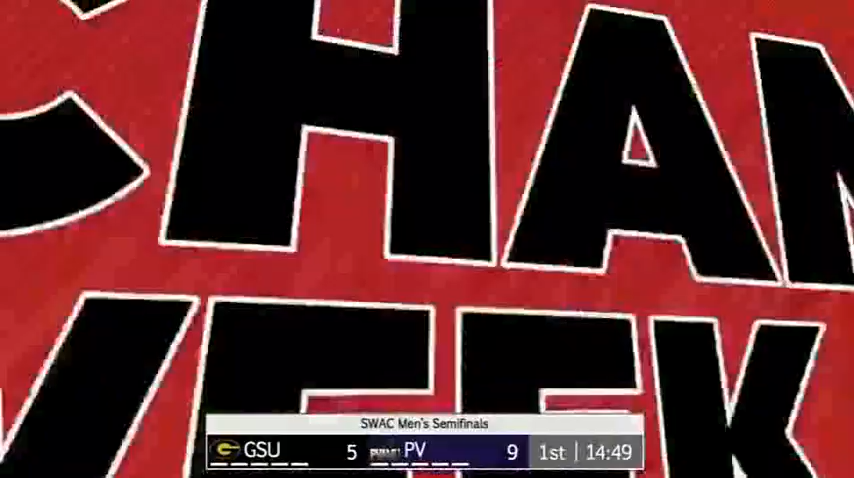 CHAM
WEEK
SWAC Men's Semifinals
GSU 5 PV 9 1st | 14:49